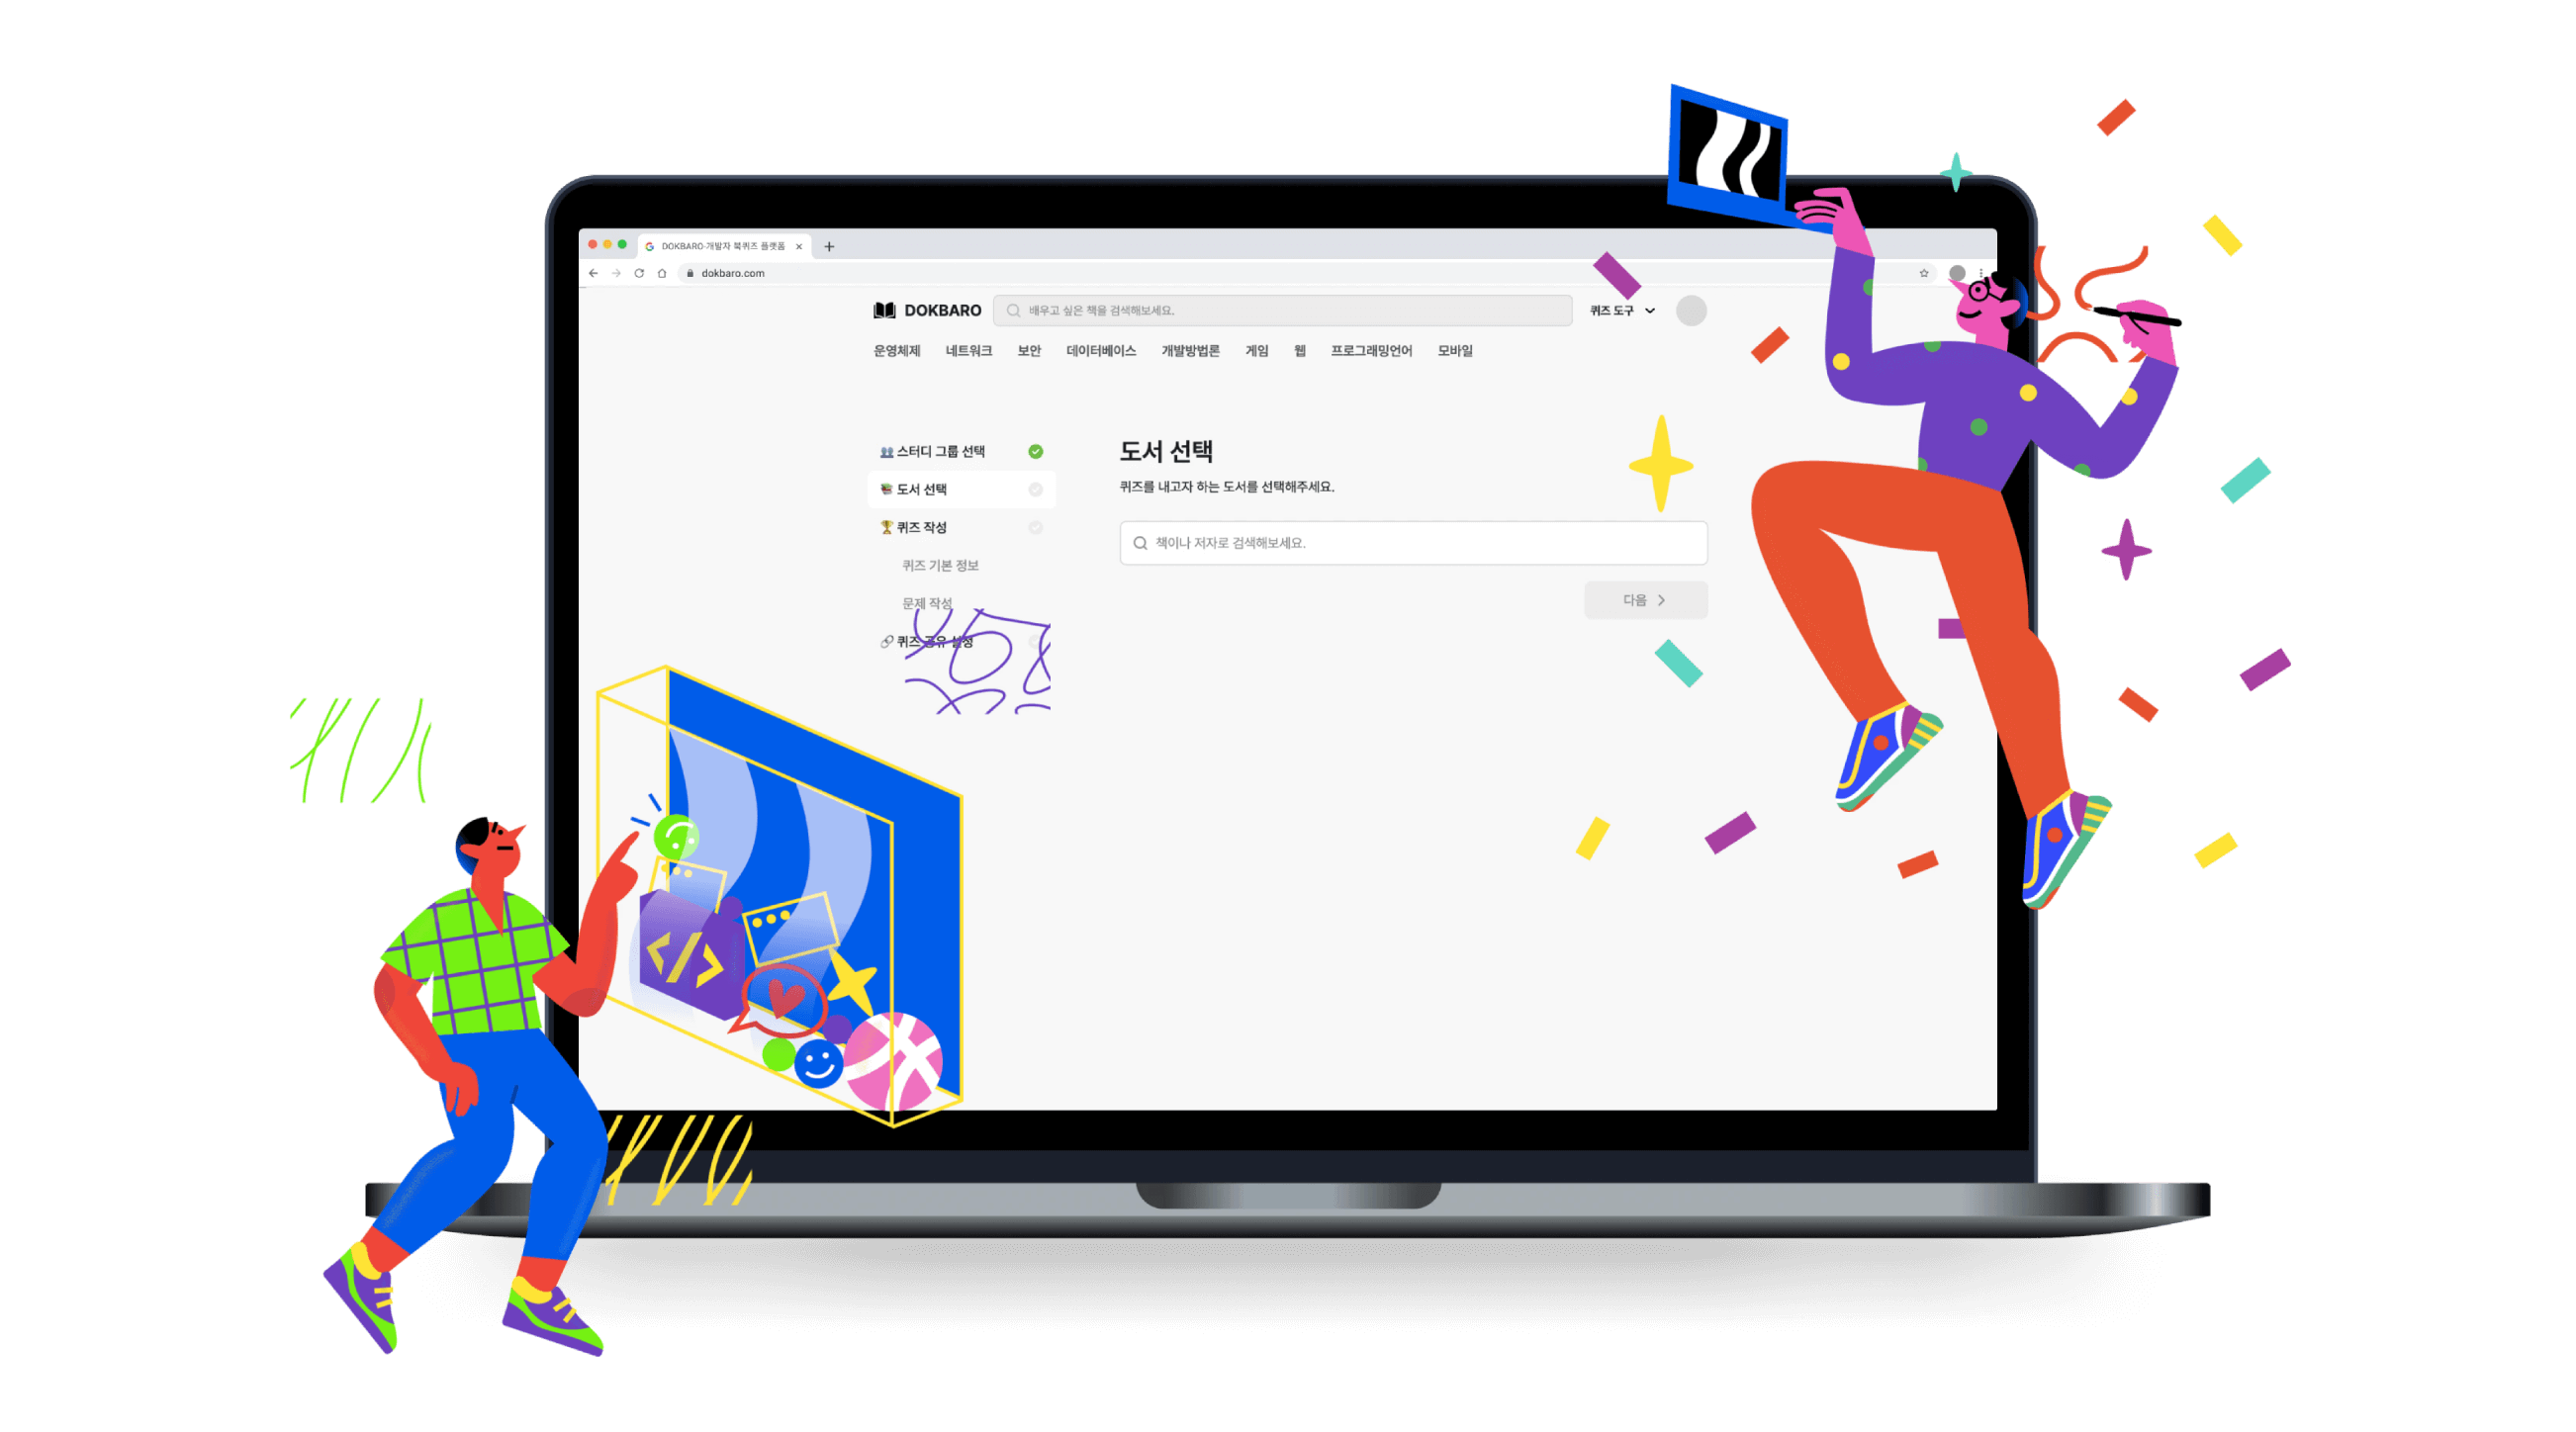 DOKBARO-개발자 북퀴즈 플랫폼
dokbaro.com
DOKBARO 배우고 싶은 책을 검색해보세요. 퀴즈 도구
운영체제 네트워크 보안 데이터베이스 개발방법론 게임 웹 프로그래밍언어 모바일
스터디 그룹 선택
도서 선택
퀴즈 작성
퀴즈 기본 정보
문제 작성
퀴즈 공유 설정
도서 선택
퀴즈를 내고자 하는 도서를 선택해주세요.
책이나 저자로 검색해보세요.
다음